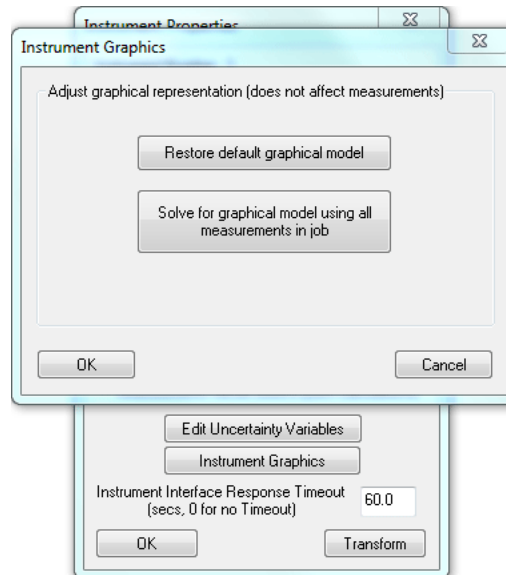 Instrument Properties
Instrument Graphics
Adjust graphical representation (does not affect measurements)
Restore default graphical model
Solve for graphical model using all
measurements in job
OK
Cancel
Edit Uncertainty Variables
Instrument Graphics
Instrument Interface Response Timeout
(secs, 0 for no Timeout)
60.0
OK
Transform